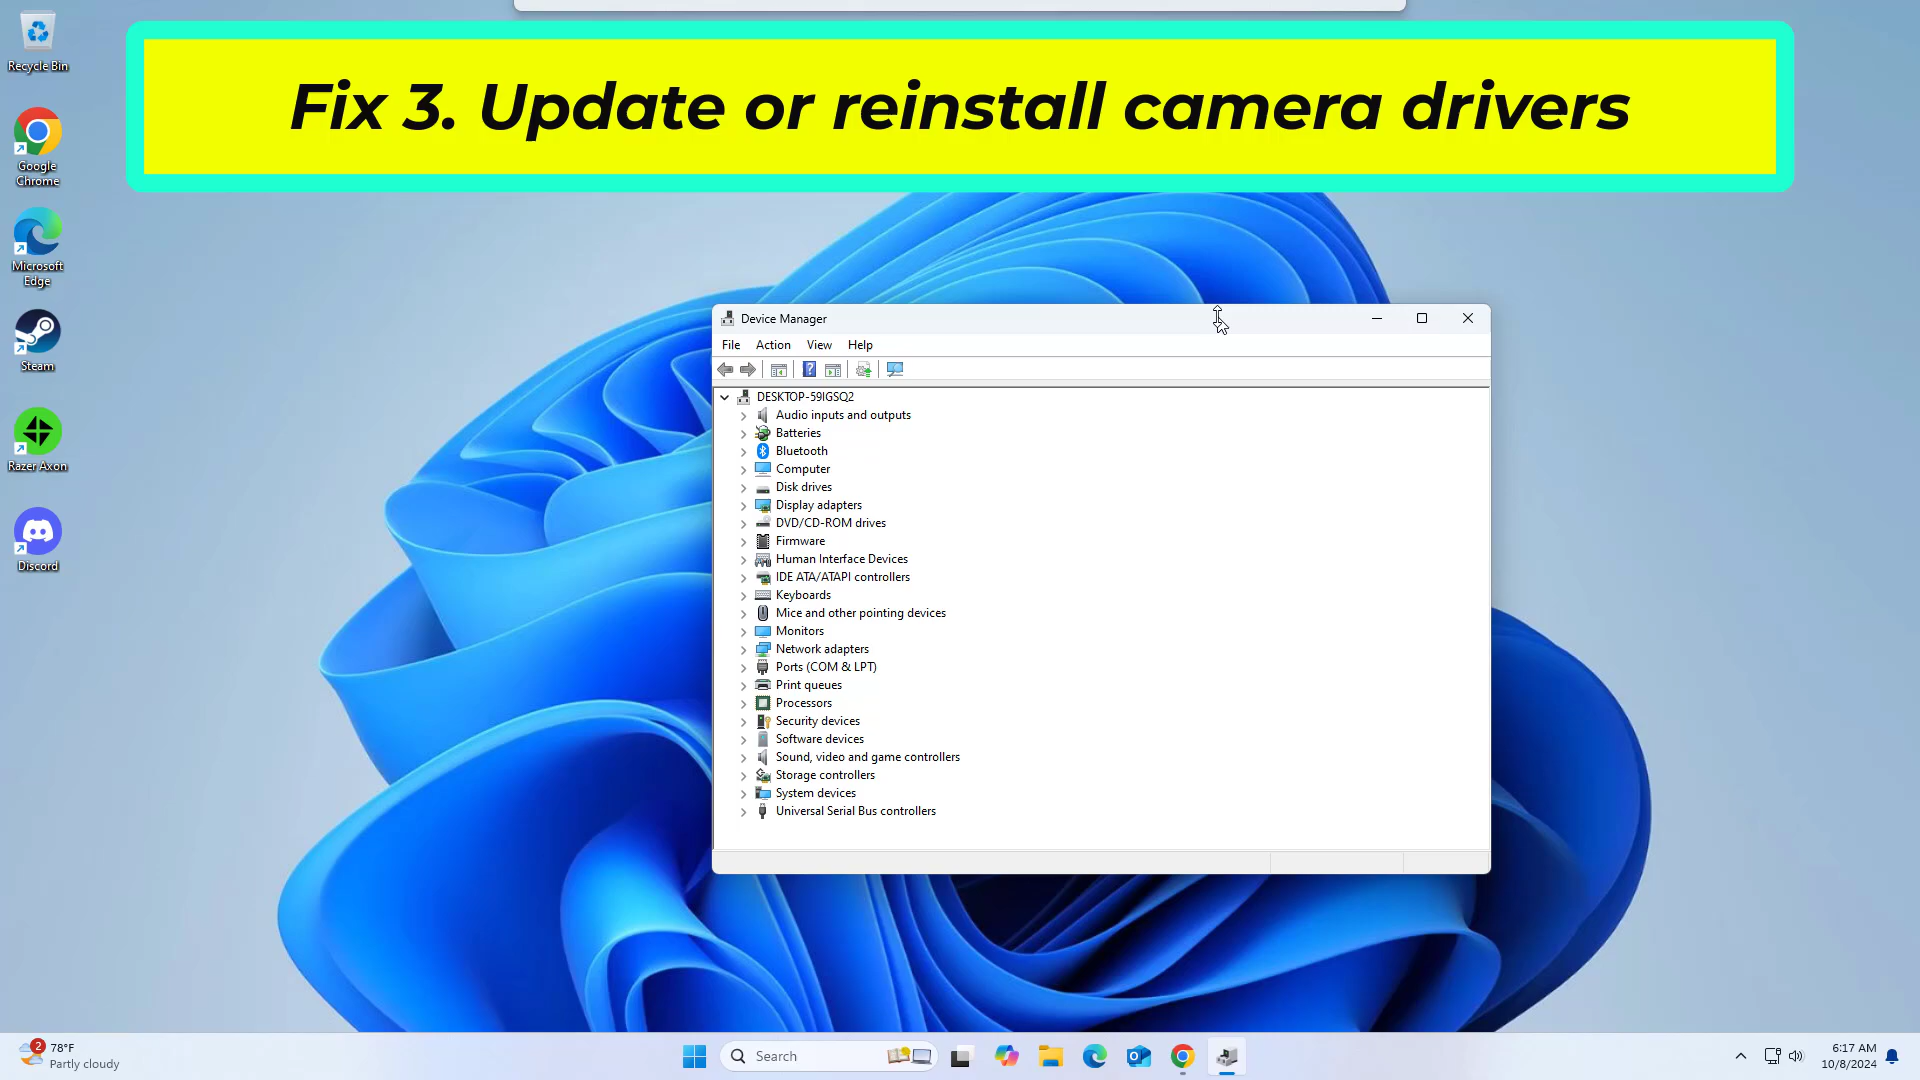 Fix 3. Update or reinstall camera drivers
Recycle Bin
Google
Chrome
Microsoft
Edge
Steam
Razer Axon
Discord
Device Manager
File Action View Help
DESKTOP-59IGSQ2
Audio inputs and outputs
Batteries
Bluetooth
Computer
Disk drives
Display adapters
DVD/CD-ROM drives
Firmware
Human Interface Devices
IDE ATA/ATAPI controllers
Keyboards
Mice and other pointing devices
Monitors
Network adapters
Ports (COM & LPT)
Print queues
Processors
Security devices
Software devices
Sound, video and game controllers
Storage controllers
System devices
Universal Serial Bus controllers
2
78°F
Partly cloudy
Search
6:17 AM
10/8/2024